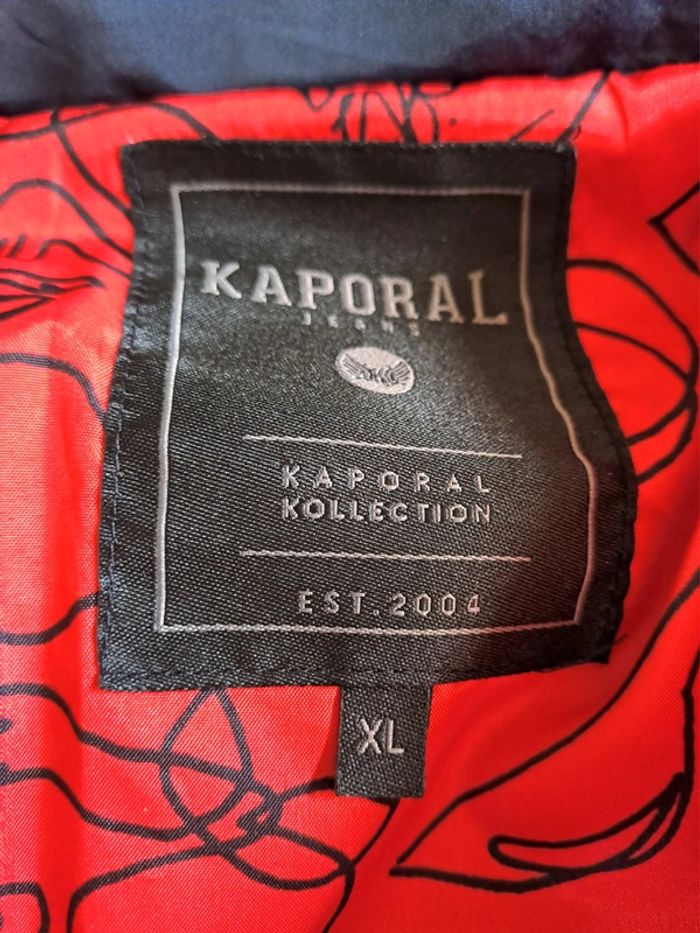 KAPORAL
JEANS
KAPORAL
KOLLECTION
EST.2004
XL